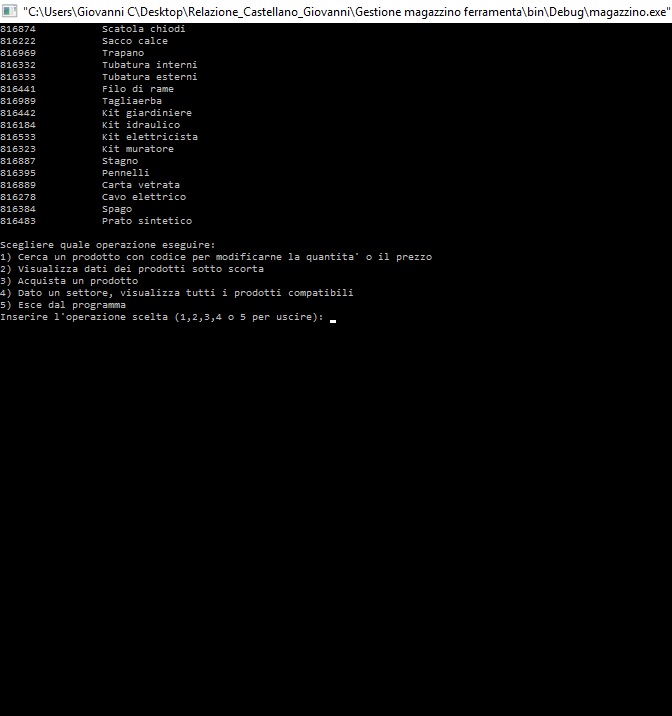 "C:\Users\Giovanni C\Desktop\Relazione_Castellano_Giovanni\Gestione magazzino ferramenta\bin\Debug\magazzino.exe"
816874 Scatola chiodi
816222 Sacco calce
816969 Trapano
816332 Tubatura interni
816333 Tubatura esterni
816441 Filo di rame
816989 Tagliaerba
816442 Kit giardiniere
816184 Kit idraulico
816533 Kit elettricista
816323 Kit muratore
816887 Stagno
816395 Pennelli
816889 Carta vetrata
816278 Cavo elettrico
816384 Spago
816483 Prato sintetico
Scegliere quale operazione eseguire:
1) Cerca un prodotto con codice per modificarne la quantita' o il prezzo
2) Visualizza dati dei prodotti sotto scorta
3) Acquista un prodotto
4) Dato un settore, visualizza tutti i prodotti compatibili
5) Esce dal programma
Inserire l'operazione scelta (1,2,3,4 o 5 per uscire):